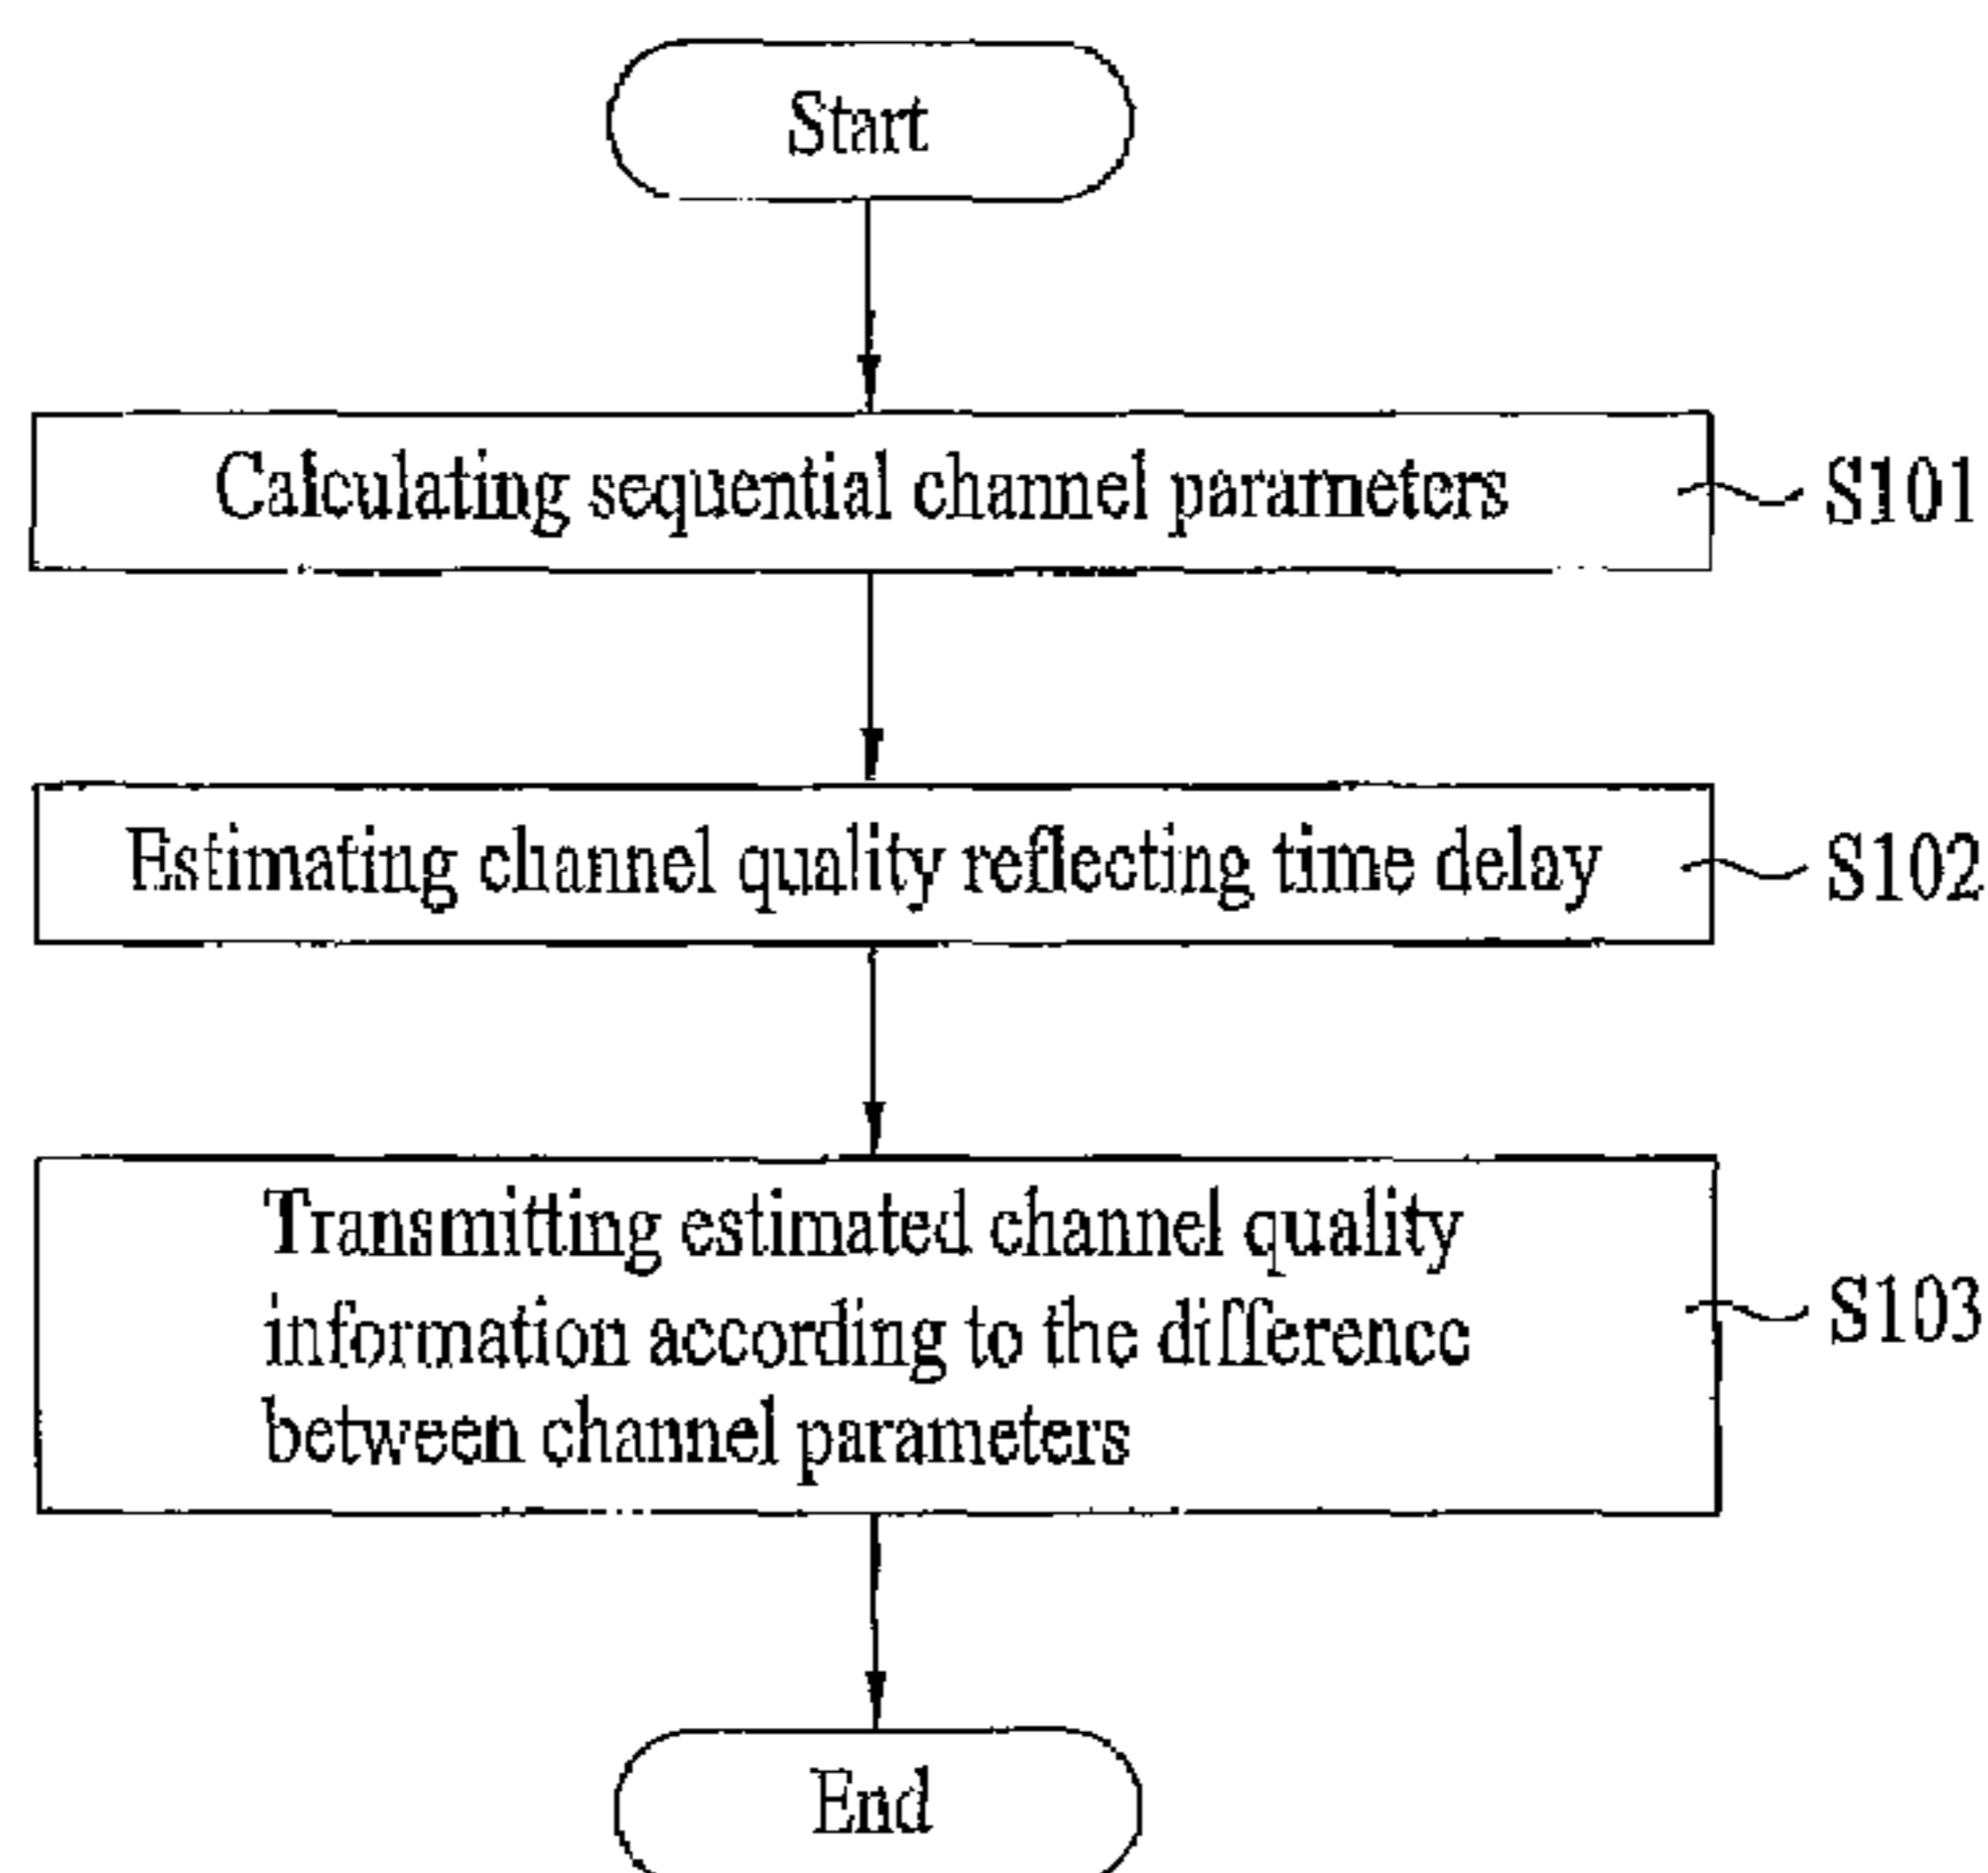 Start
Calculating sequential channel parameters
S101
Estimating channel quality reflecting time delay
S102
Transmitting estimated channel quality
information according to the difference
between channel parameters
S103
End